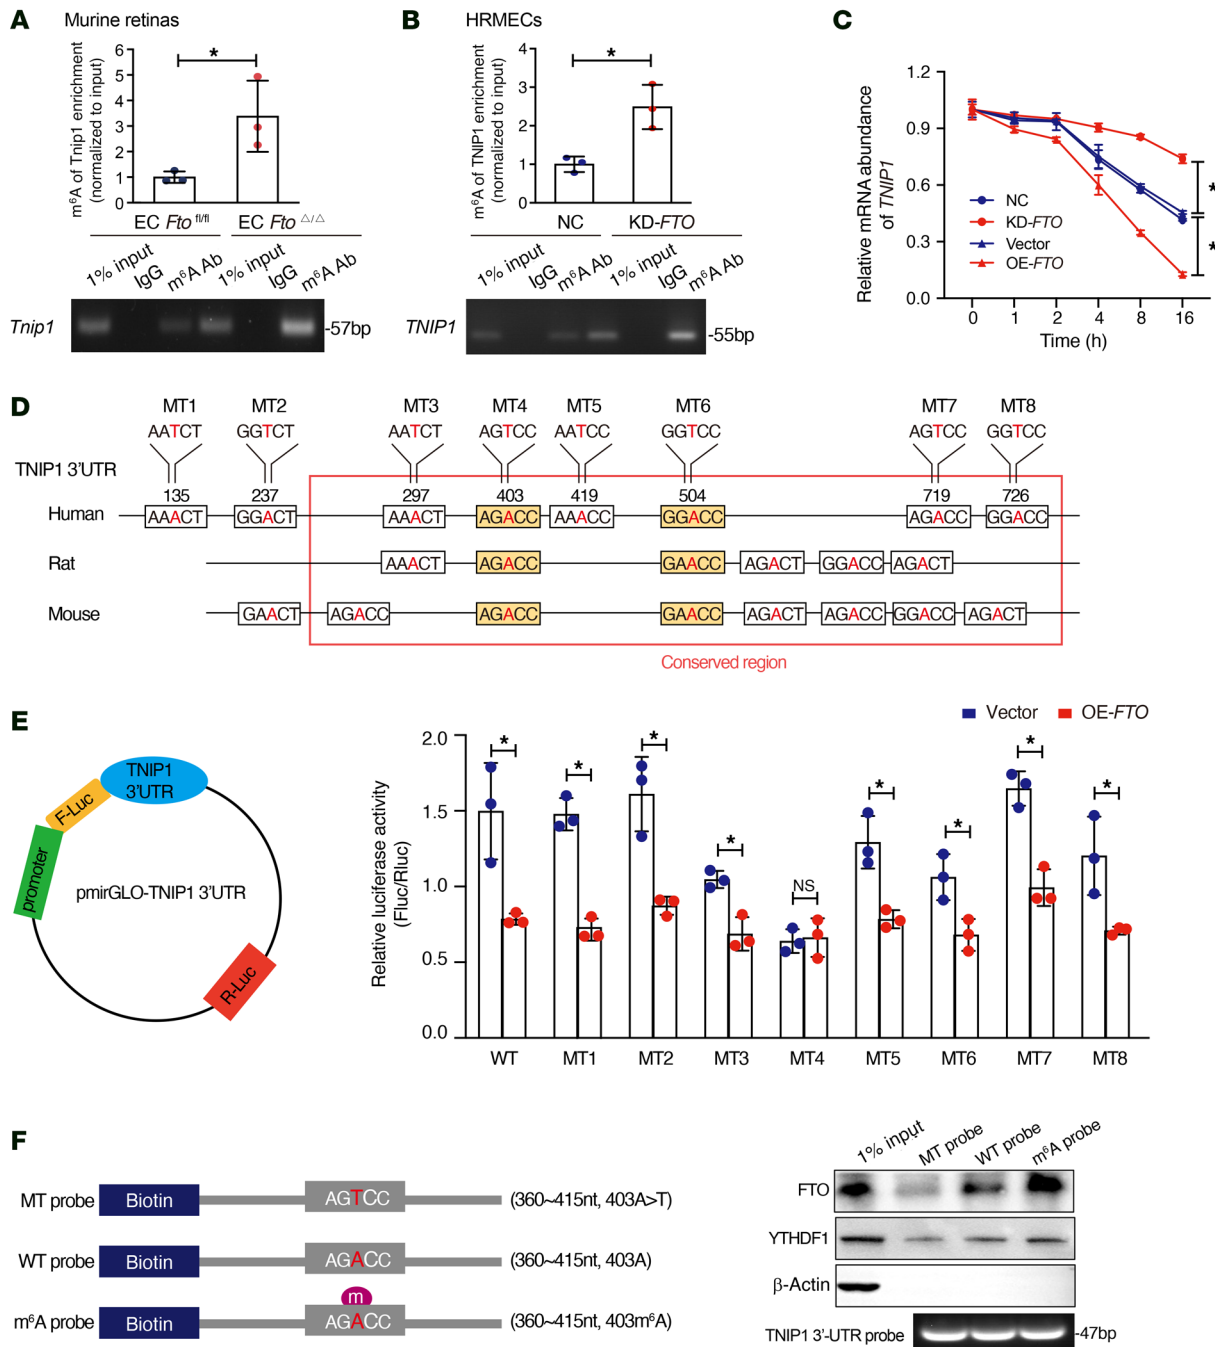 A Murine retinas
m⁶A of Tnip1 enrichment
(normalized to input)
6
5
4
3
2
1
0
*
EC Fto fl/fl EC Fto △/△
1% input IgG m⁶A Ab 1% input IgG m⁶A Ab
Tnip1 -57bp
B HRMECs
m⁶A of TNIP1 enrichment
(normalized to input)
4
3
2
1
0
*
NC KD-FTO
1% input IgG m⁶A Ab 1% input IgG m⁶A Ab
TNIP1 -55bp
C
Relative mRNA abundance
of TNIP1
1.2
0.9
0.6
0.3
0.0
NC
KD-FTO
Vector
OE-FTO
*
*
0 1 2 4 8 16
Time (h)
D
MT1 MT2 MT3 MT4 MT5 MT6 MT7 MT8
AATCT GGTCT AATCT AGTCC AATCC GGTCC AGTCC GGTCC
TNIP1 3'UTR
135 237 297 403 419 504 719 726
Human AAACT GGACT AAACT AGACC AAACC GGACC AGACC GGACC
Rat AAACT AGACC GAACC AGACT GGACC AGACT
Mouse GAACT AGACC AGACC GAACC AGACT AGACC GGACC AGACT
Conserved region
E
TNIP1
3'UTR
F-Luc
promoter
pmirGLO-TNIP1 3'UTR
R-Luc
Vector OE-FTO
Relative luciferase activity
(Fluc/Rluc)
2.0
1.5
1.0
0.5
0.0
* * * * NS * * * *
WT MT1 MT2 MT3 MT4 MT5 MT6 MT7 MT8
F
MT probe Biotin AGTCC (360~415nt, 403A>T)
WT probe Biotin AGACC (360~415nt, 403A)
m
m⁶A probe Biotin AGACC (360~415nt, 403m⁶A)
1% input MT probe WT probe m⁶A probe
FTO
YTHDF1
β-Actin
TNIP1 3'-UTR probe -47bp